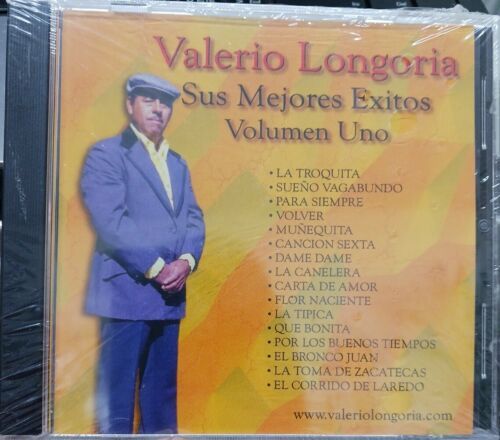 Valerio Longoria
Sus Mejores Exitos
Volumen Uno
• LA TROQUITA
• SUEÑO VAGABUNDO
• PARA SIEMPRE
• VOLVER
• MUÑEQUITA
• CANCION SEXTA
• DAME DAME
• LA CANELERA
• CARTA DE AMOR
• FLOR NACIENTE
• LA TIPICA
• QUE BONITA
• POR LOS BUENOS TIEMPOS
• EL BRONCO JUAN
• LA TOMA DE ZACATECAS
• EL CORRIDO DE LAREDO
www.valeriolongoria.com